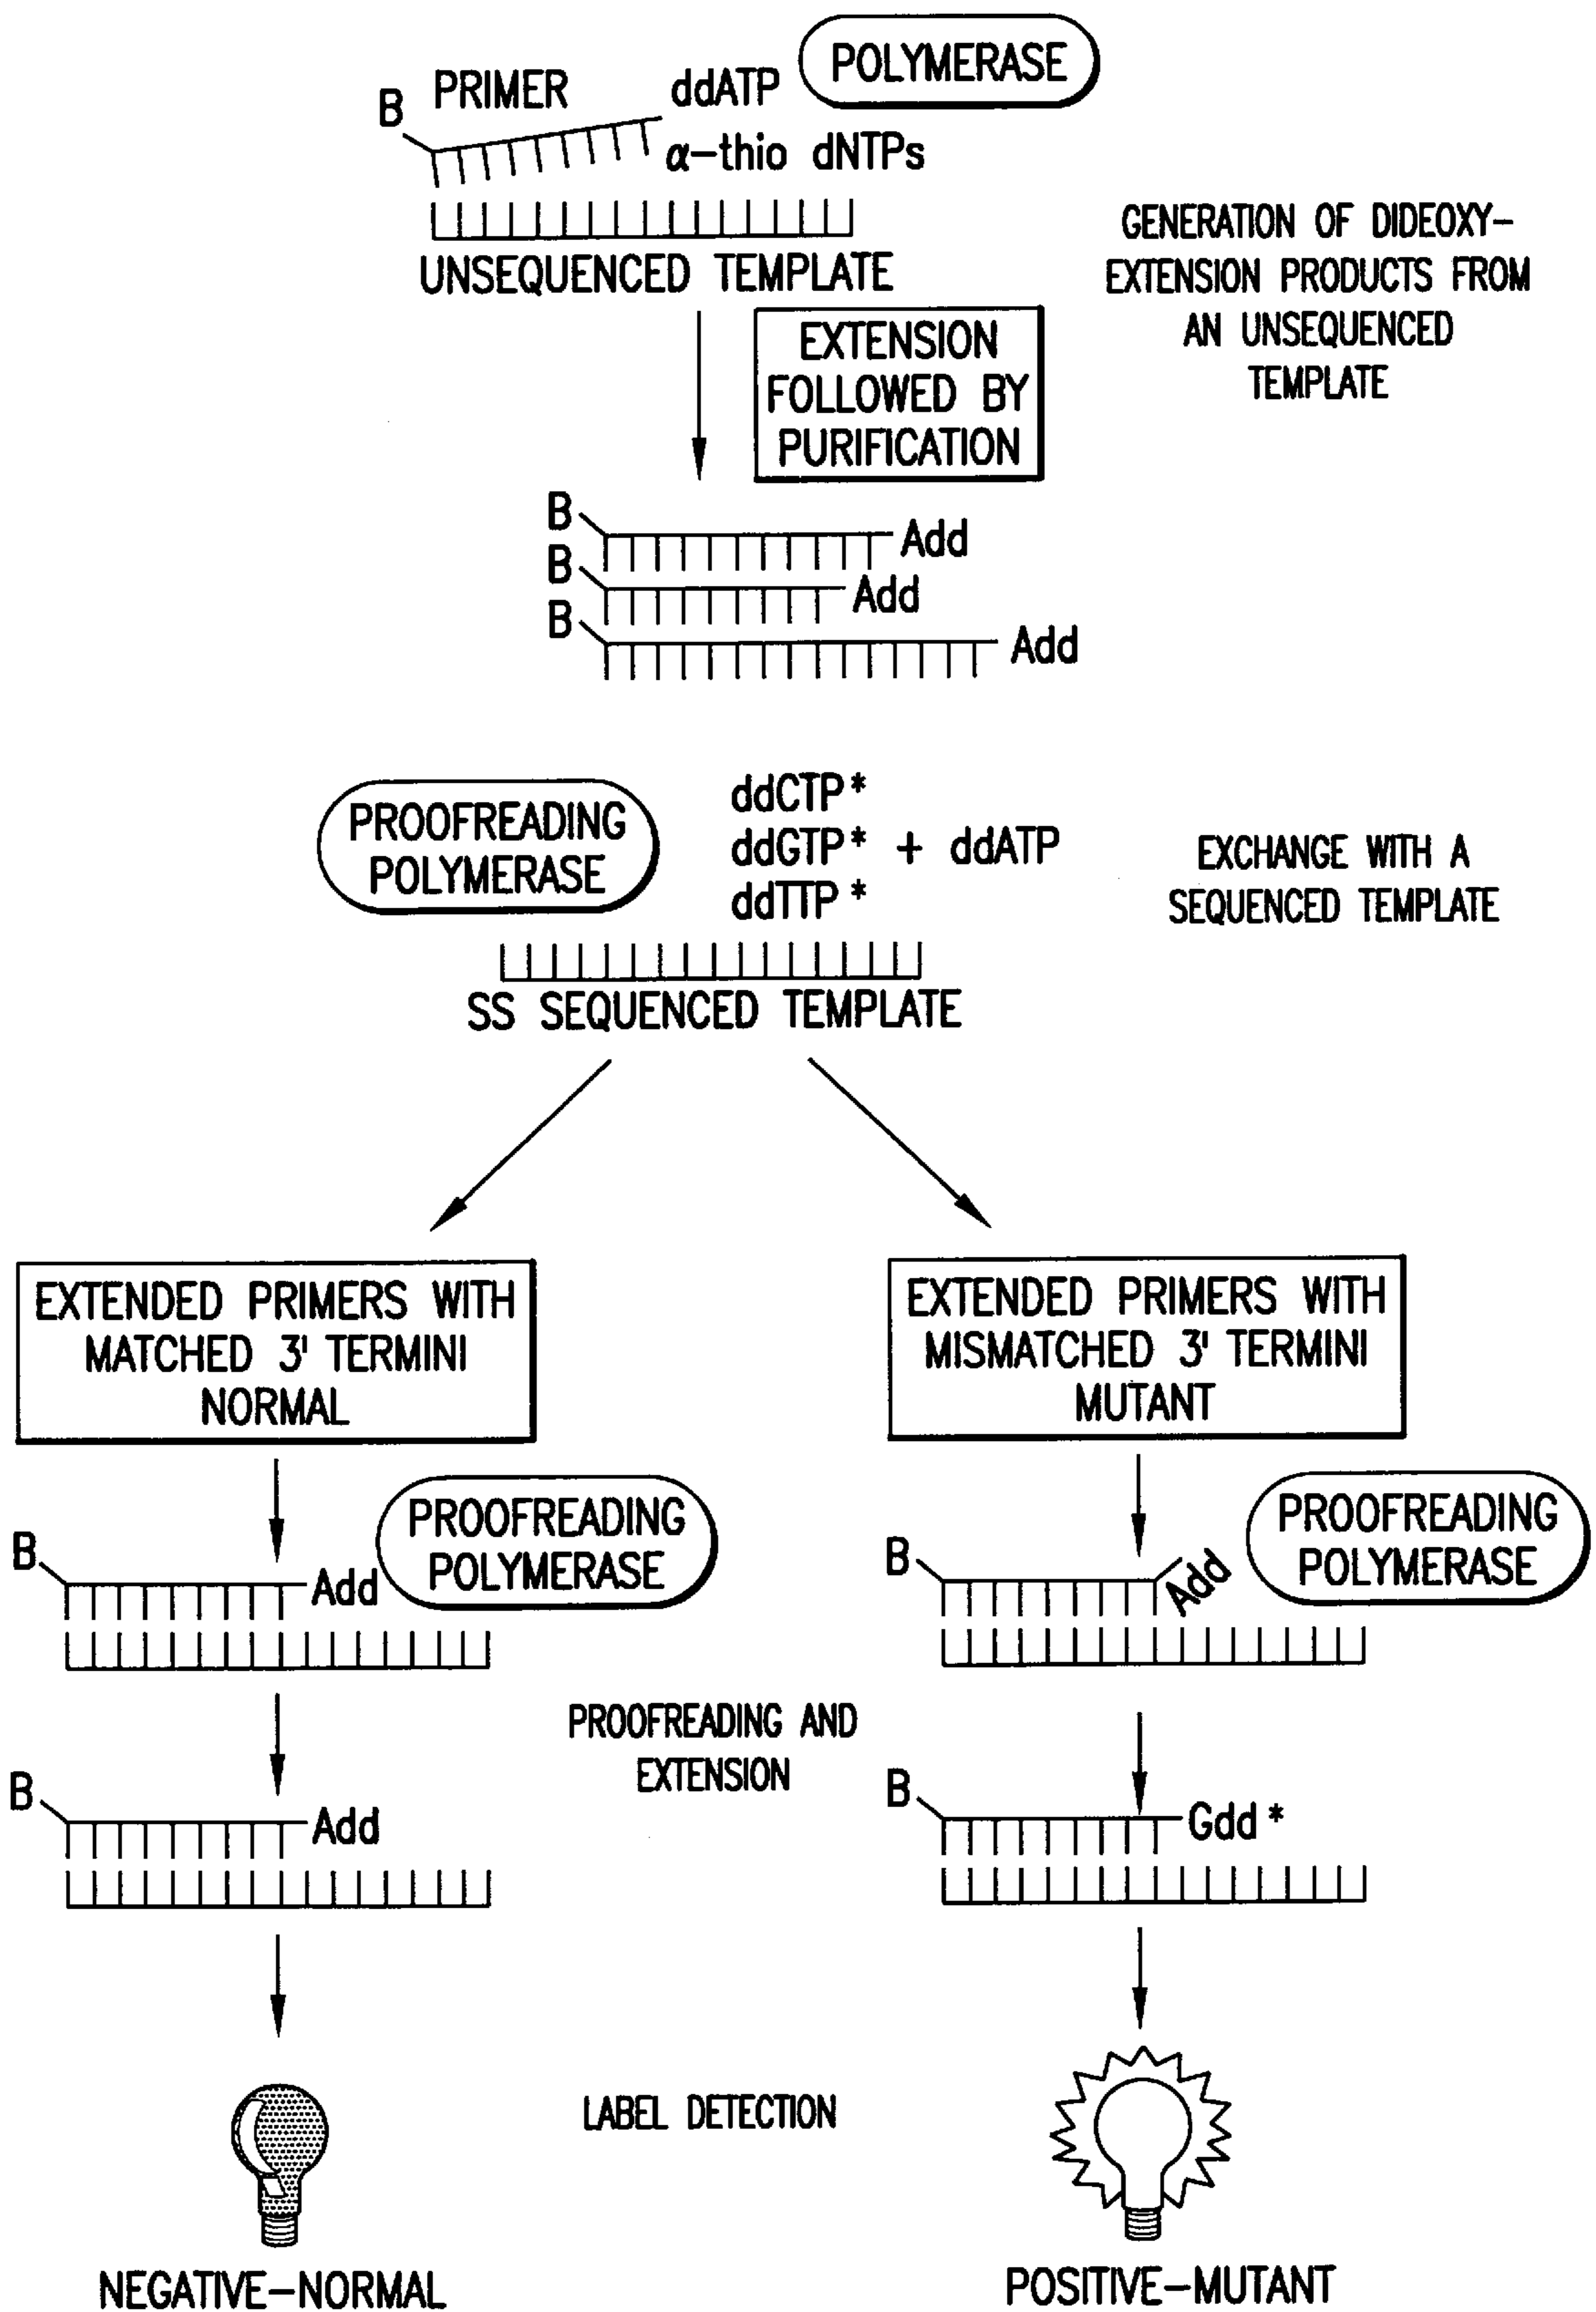 POLYMERASE
B PRIMER ddATP
α-thio dNTPs
UNSEQUENCED TEMPLATE
GENERATION OF DIDEOXY-
EXTENSION PRODUCTS FROM
AN UNSEQUENCED
TEMPLATE
EXTENSION
FOLLOWED BY
PURIFICATION
B Add
B Add
B Add
PROOFREADING
POLYMERASE
ddCTP*
ddGTP* + ddATP
ddTTP*
EXCHANGE WITH A
SEQUENCED TEMPLATE
SS SEQUENCED TEMPLATE
EXTENDED PRIMERS WITH
MATCHED 3' TERMINI
NORMAL
EXTENDED PRIMERS WITH
MISMATCHED 3' TERMINI
MUTANT
PROOFREADING
POLYMERASE
B Add
PROOFREADING
POLYMERASE
B Add
PROOFREADING AND
EXTENSION
B Add
B Gdd*
LABEL DETECTION
NEGATIVE-NORMAL
POSITIVE-MUTANT